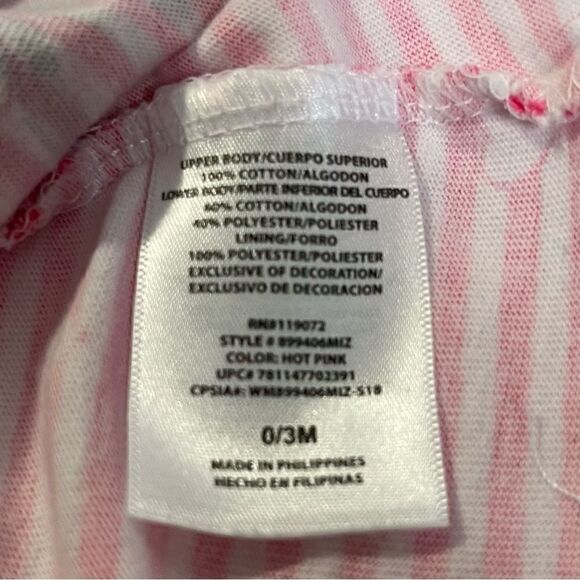 UPPER BODY/CUERPO SUPERIOR
100% COTTON/ALGODON
LOWER BODY/PARTE INFERIOR DEL CUERPO
60% COTTON/ALGODON
40% POLYESTER/POLIESTER
LINING/FORRO
100% POLYESTER/POLIESTER
EXCLUSIVE OF DECORATION/
EXCLUSIVO DE DECORACION
RN#119072
STYLE # 899406MIZ
COLOR: HOT PINK
UPC# 781147702391
CPSIA#: WM899406MIZ-S18
0/3M
MADE IN PHILIPPINES
HECHO EN FILIPINAS